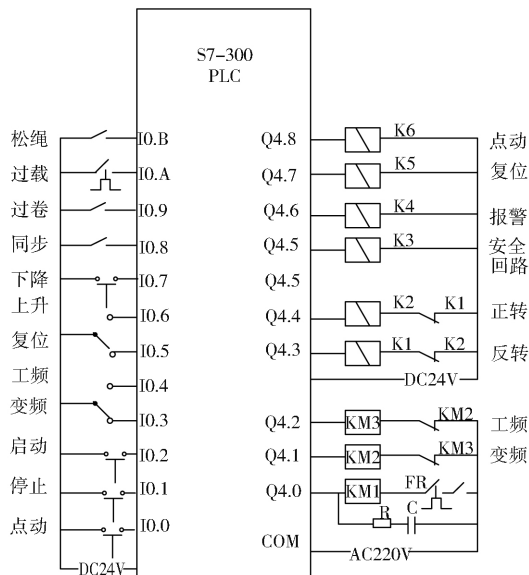 S7-300
PLC
松绳
I0.B
Q4.8
K6
点动
过载
I0.A
Q4.7
K5
复位
过卷
I0.9
Q4.6
K4
报警
同步
I0.8
Q4.5
K3
安全
回路
下降
I0.7
Q4.5
上升
I0.6
Q4.4
K2
K1
正转
复位
I0.5
Q4.3
K1
K2
反转
DC24V
工频
I0.4
变频
I0.3
Q4.2
KM3
KM2
工频
启动
I0.2
Q4.1
KM2
KM3
变频
停止
I0.1
Q4.0
KM1
FR
R
C
点动
I0.0
COM
AC220V
DC24V